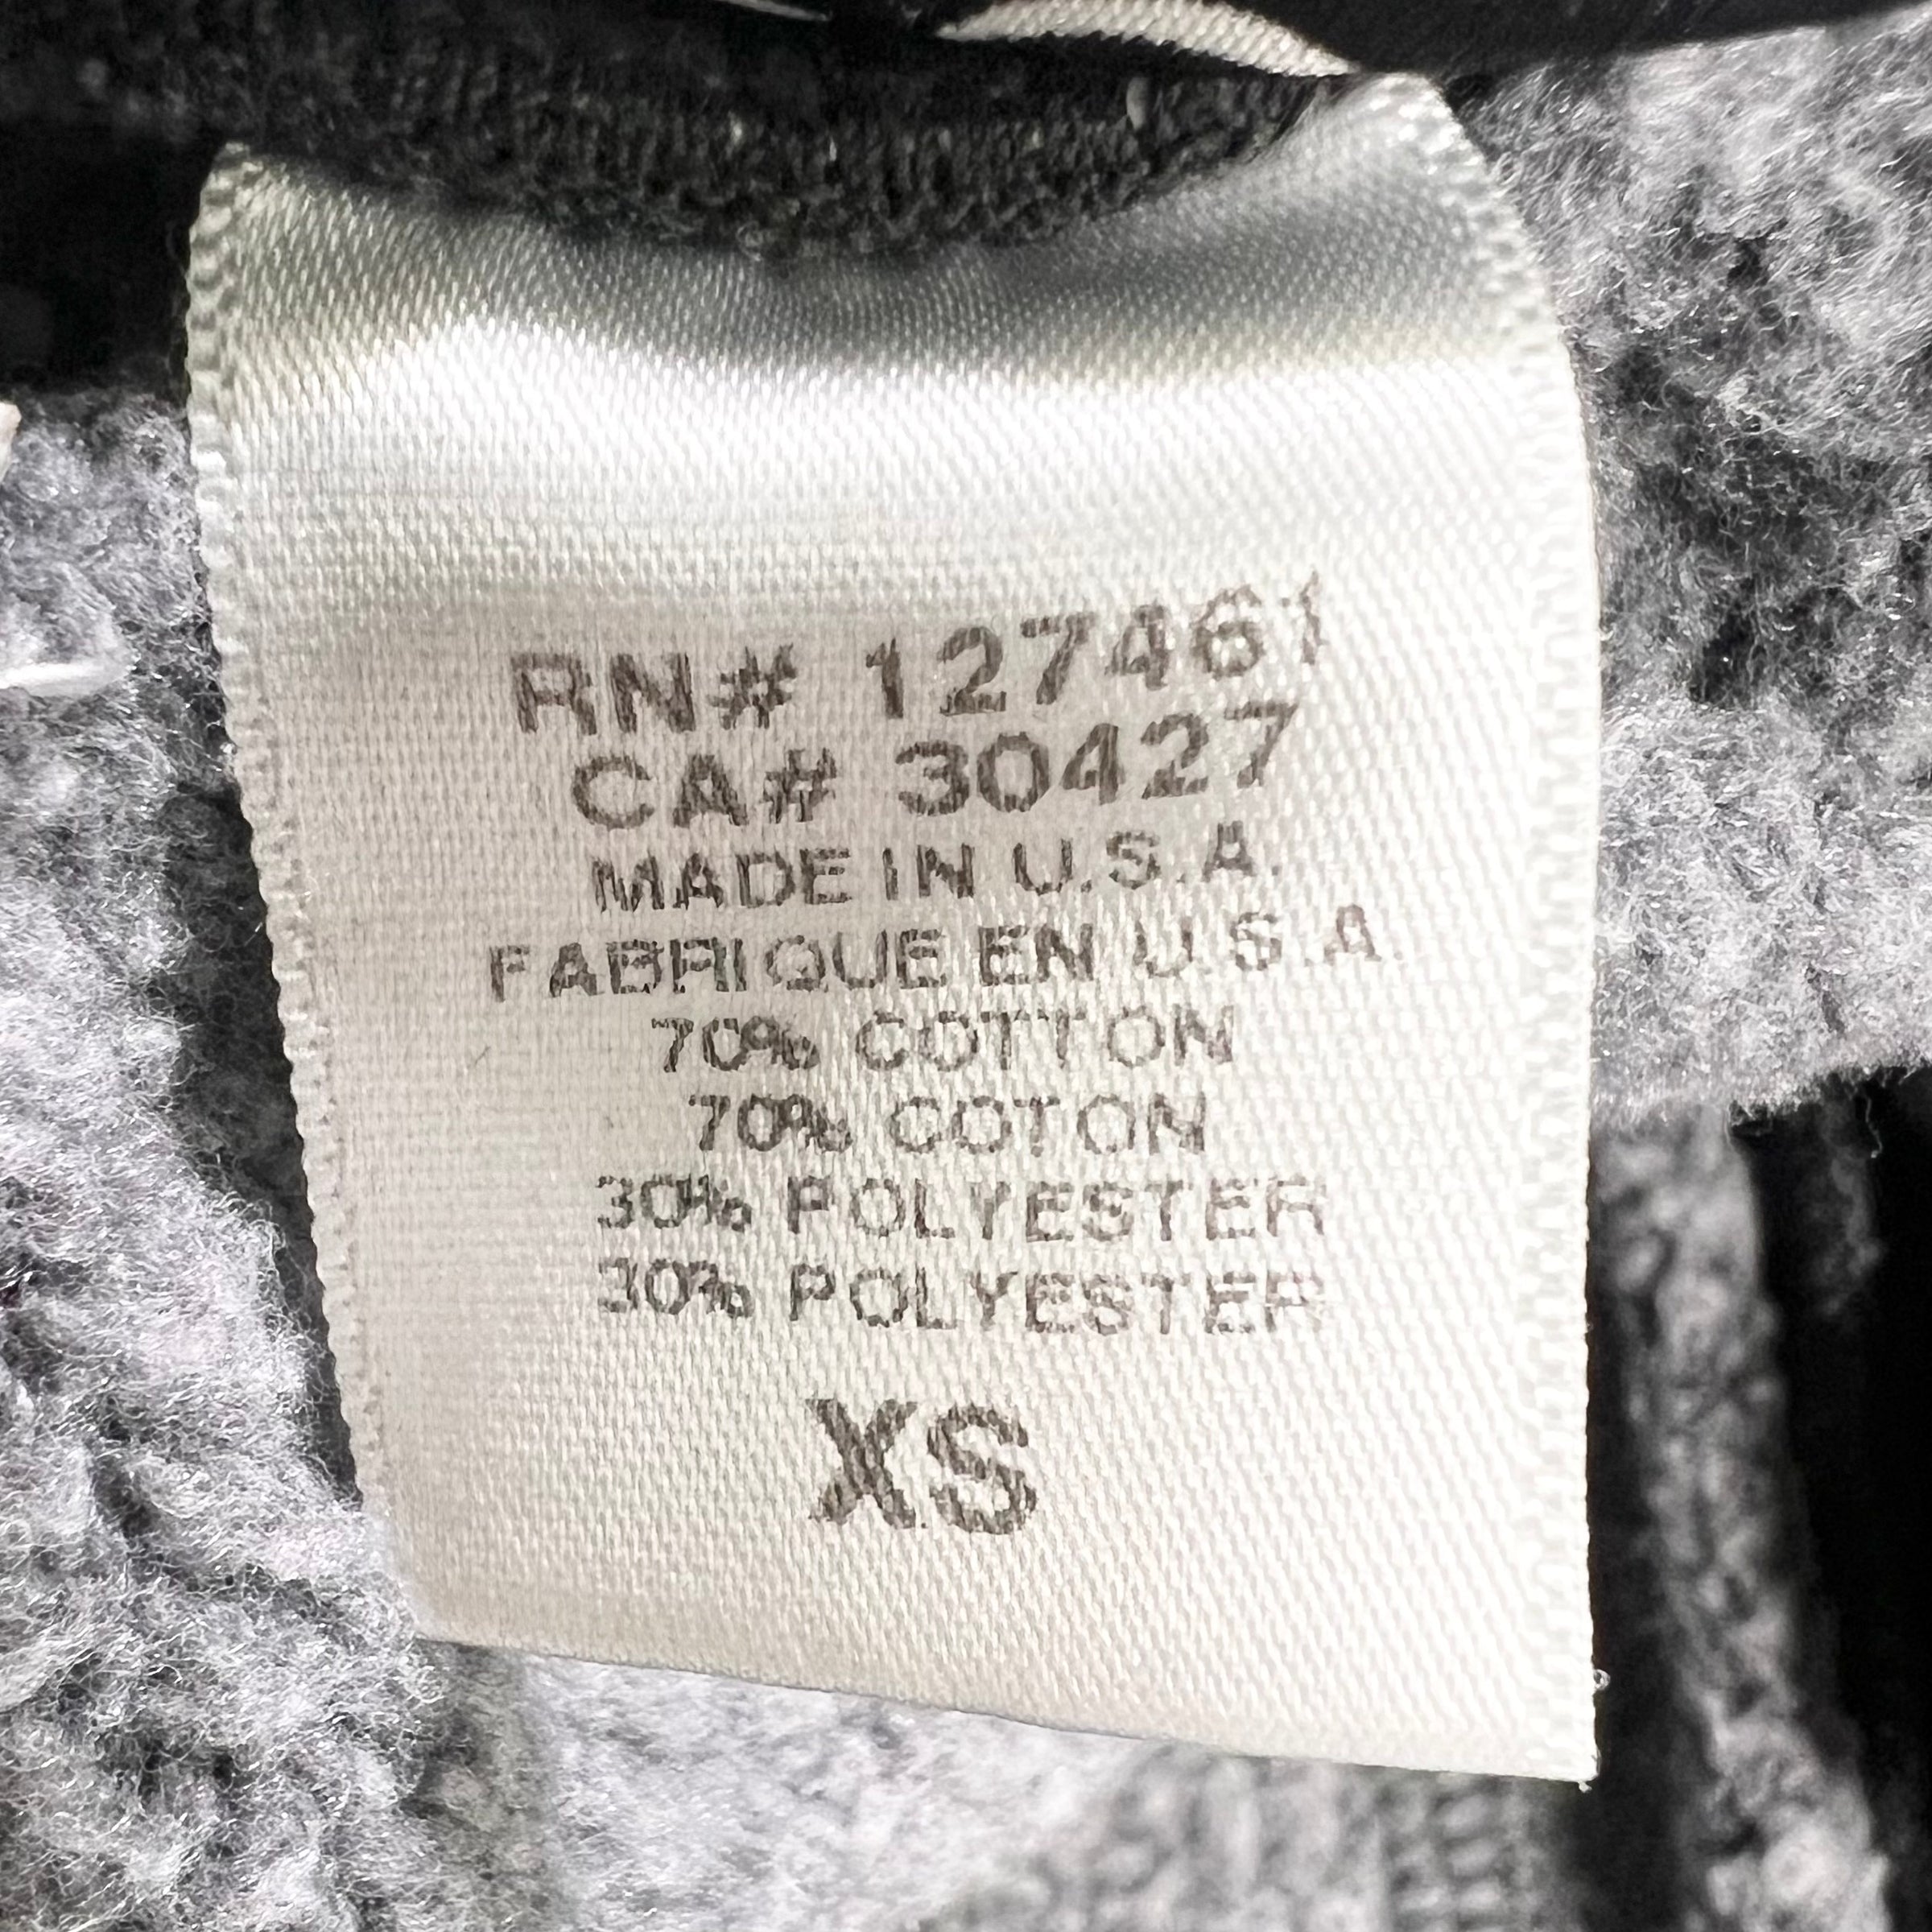 RN# 127461
CA# 30427
MADE IN U.S.A.
FABRIQUE EN U.S.A.
70% COTTON
70% COTON
30% POLYESTER
30% POLYESTER
XS